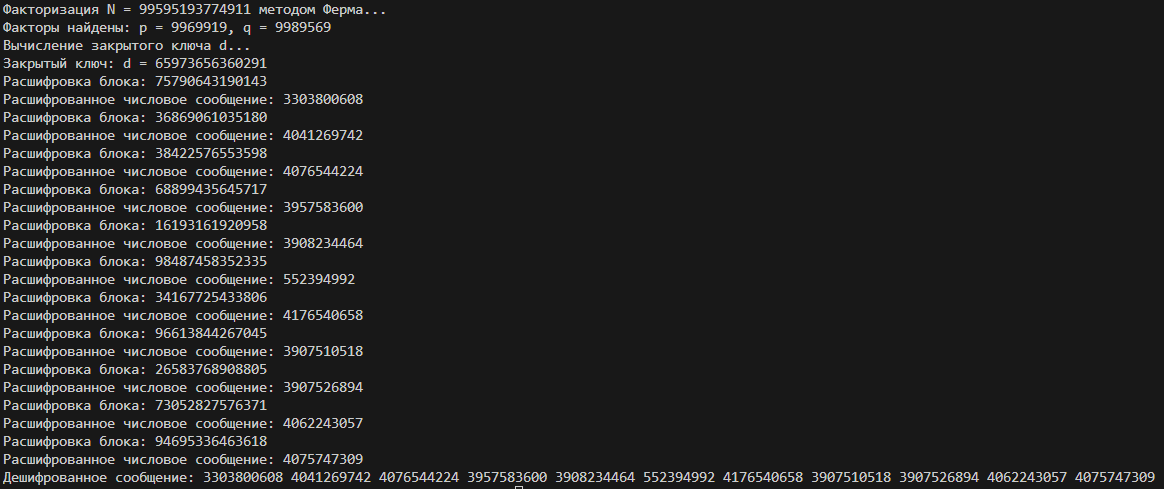 Факторизация N = 99595193774911 методом Ферма...
Факторы найдены: p = 9969919, q = 9989569
Вычисление закрытого ключа d...
Закрытый ключ: d = 65973656360291
Расшифровка блока: 75790643190143
Расшифрованное числовое сообщение: 3303800608
Расшифровка блока: 36869061035180
Расшифрованное числовое сообщение: 4041269742
Расшифровка блока: 38422576553598
Расшифрованное числовое сообщение: 4076544224
Расшифровка блока: 68899435645717
Расшифрованное числовое сообщение: 3957583600
Расшифровка блока: 16193161920958
Расшифрованное числовое сообщение: 3908234464
Расшифровка блока: 98487458352335
Расшифрованное числовое сообщение: 552394992
Расшифровка блока: 34167725433806
Расшифрованное числовое сообщение: 4176540658
Расшифровка блока: 96613844267045
Расшифрованное числовое сообщение: 3907510518
Расшифровка блока: 26583768908805
Расшифрованное числовое сообщение: 3907526894
Расшифровка блока: 73052827576371
Расшифрованное числовое сообщение: 4062243057
Расшифровка блока: 94695336463618
Расшифрованное числовое сообщение: 4075747309
Дешифрованное сообщение: 3303800608 4041269742 4076544224 3957583600 3908234464 552394992 4176540658 3907510518 3907526894 4062243057 4075747309